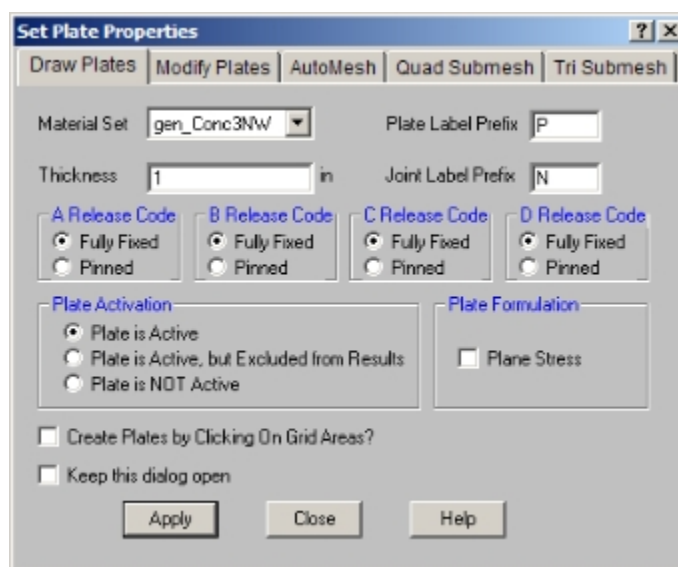 Set Plate Properties
Draw Plates Modify Plates AutoMesh Quad Submesh Tri Submesh
Material Set gen_Conc3NW Plate Label Prefix P
Thickness 1 in Joint Label Prefix N
A Release Code B Release Code C Release Code D Release Code
Fully Fixed Fully Fixed Fully Fixed Fully Fixed
Pinned Pinned Pinned Pinned
Plate Activation Plate Formulation
Plate is Active
Plate is Active, but Excluded from Results Plane Stress
Plate is NOT Active
Create Plates by Clicking On Grid Areas?
Keep this dialog open
Apply Close Help